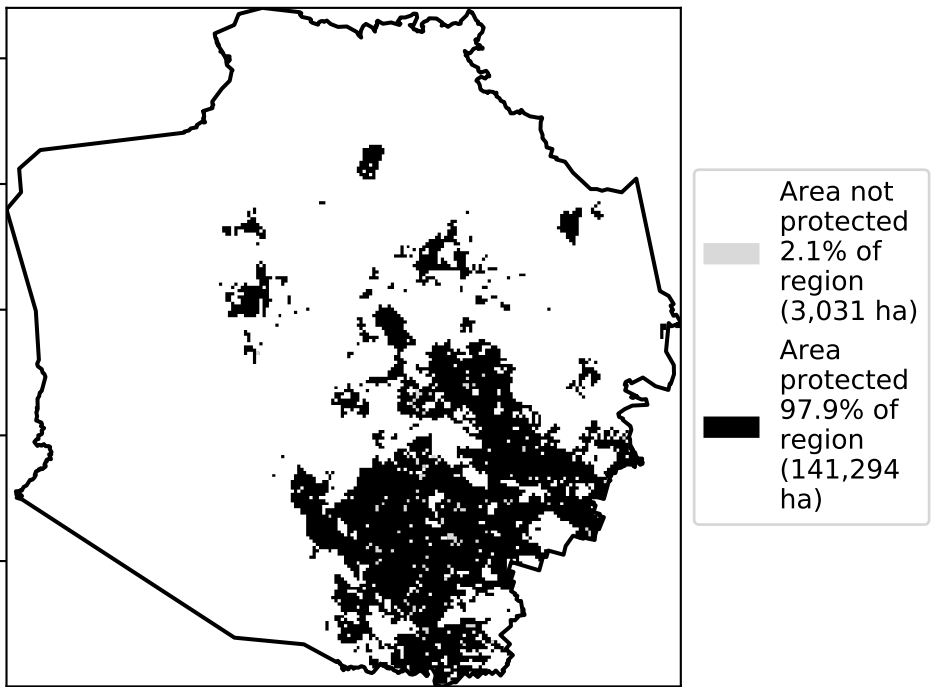 Area not
protected
2.1% of
region
(3,031 ha)
Area
protected
97.9% of
region
(141,294
ha)